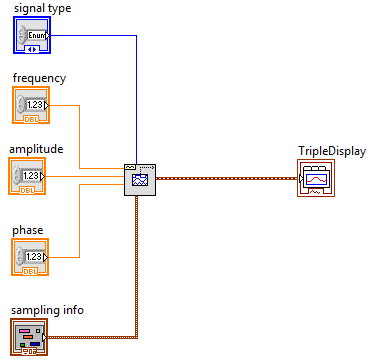 signal type
Enum
frequency
1.23
DBL
amplitude
1.23
DBL
TripleDisplay
phase
1.23
DBL
sampling info